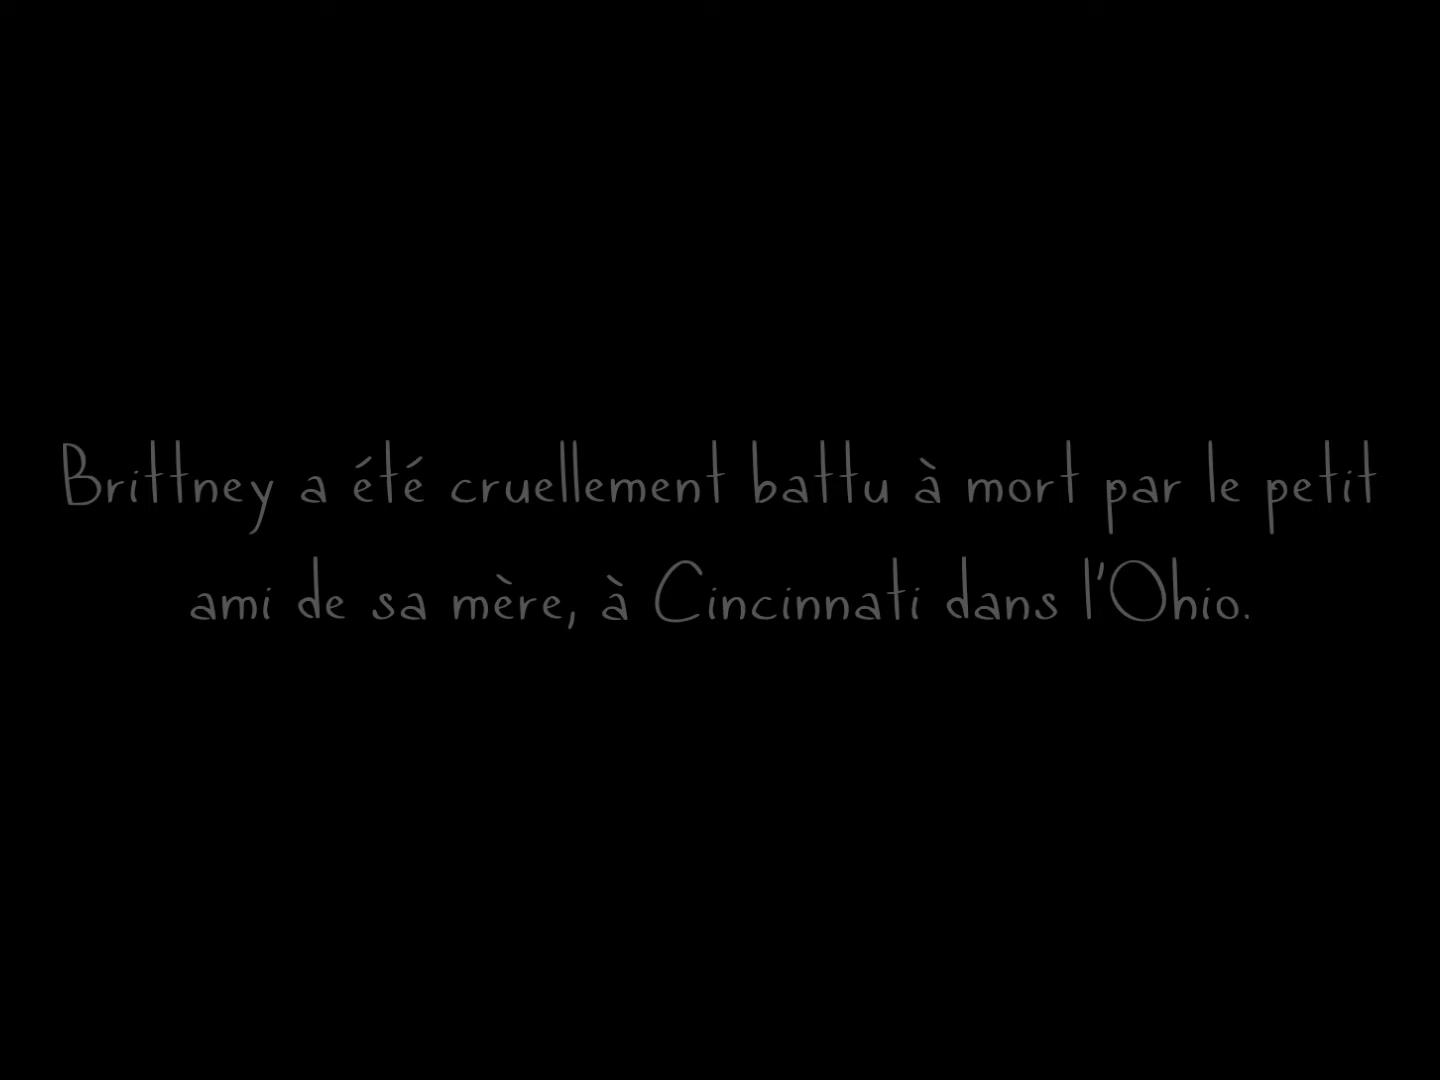 Brittney a été cruellement battu à mort par le petit
ami de sa mère, à Cincinnati dans l'Ohio.